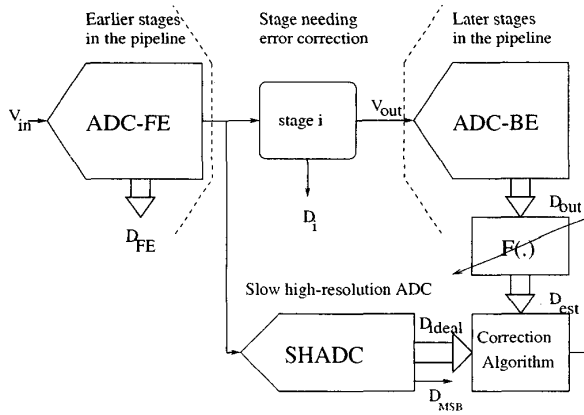 Earlier stages
in the pipeline
Stage needing
error correction
Later stages
in the pipeline
V_in
ADC-FE
stage i
V_out
ADC-BE
D_FE
D_i
D_out
F(.)
Slow high-resolution ADC
D_est
SHADC
D_ideal
D_MSB
Correction
Algorithm